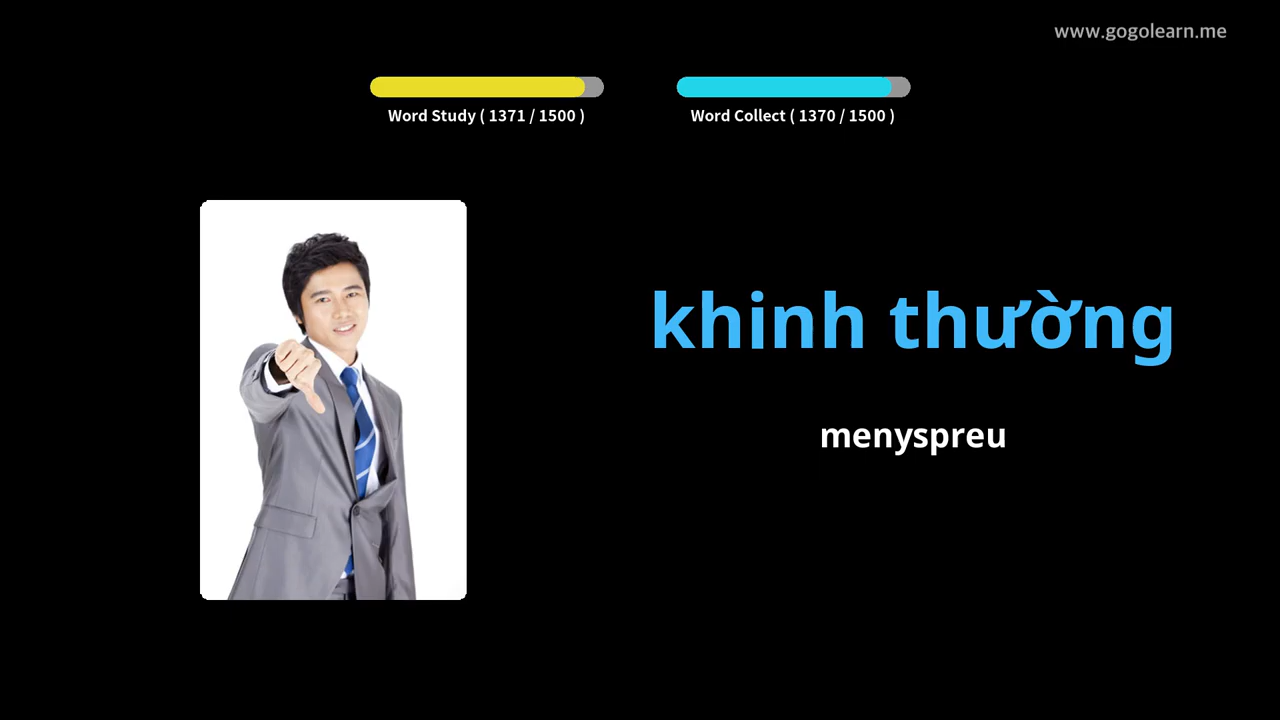 www.gogolearn.me
Word Study ( 1371 / 1500 )
Word Collect ( 1370 / 1500 )
khinh thường
menyspreu